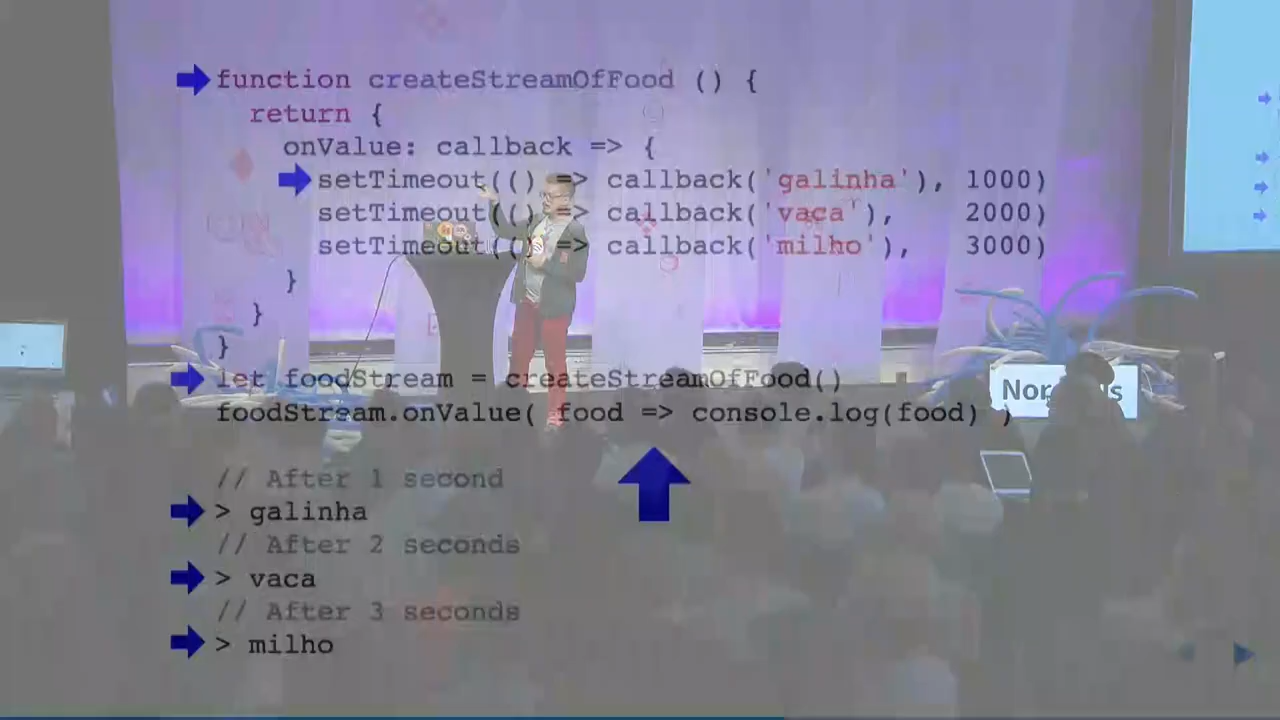 function createStreamOfFood () {
return {
onValue: callback => {
setTimeout(() => callback('galinha'), 1000)
setTimeout(() => callback('vaca'), 2000)
setTimeout(() => callback('milho'), 3000)
}
}
}
let foodStream = createStreamOfFood()
foodStream.onValue( food => console.log(food) )
// After 1 second
> galinha
// After 2 seconds
> vaca
// After 3 seconds
> milho